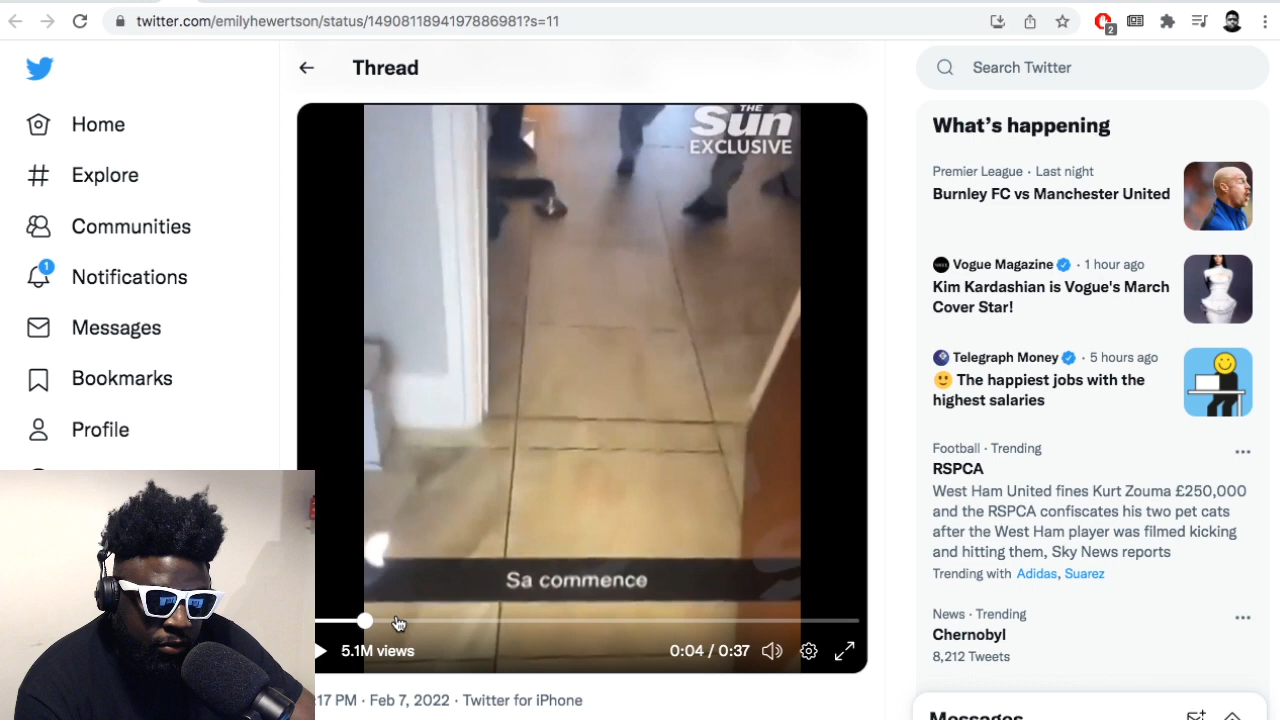 twitter.com/emilyhewertson/status/1490811894197886981?s=11
2
Thread
Search Twitter
Home
Explore
Communities
1
Notifications
Messages
Bookmarks
Profile
THE
Sun
EXCLUSIVE
Sa commence
5.1M views
0:04 / 0:37
:17 PM · Feb 7, 2022 · Twitter for iPhone
What's happening
Premier League · Last night
Burnley FC vs Manchester United
Vogue Magazine · 1 hour ago
Kim Kardashian is Vogue's March
Cover Star!
Telegraph Money · 5 hours ago
The happiest jobs with the
highest salaries
Football · Trending
RSPCA
West Ham United fines Kurt Zouma £250,000
and the RSPCA confiscates his two pet cats
after the West Ham player was filmed kicking
and hitting them, Sky News reports
Trending with Adidas, Suarez
News · Trending
Chernobyl
8,212 Tweets
Messages